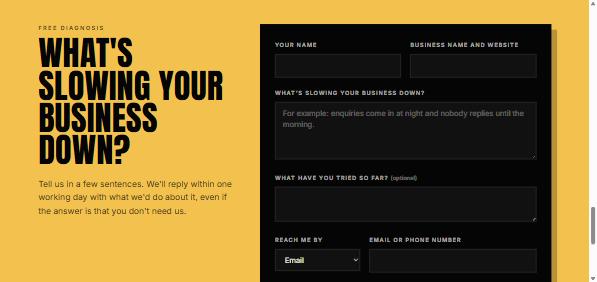 FREE DIAGNOSIS
WHAT'S
SLOWING YOUR
BUSINESS
DOWN?
Tell us in a few sentences. We'll reply within one
working day with what we'd do about it, even if
the answer is that you don't need us.
YOUR NAME
BUSINESS NAME AND WEBSITE
WHAT'S SLOWING YOUR BUSINESS DOWN?
For example: enquiries come in at night and nobody replies until the
morning.
WHAT HAVE YOU TRIED SO FAR? (optional)
REACH ME BY
EMAIL OR PHONE NUMBER
Email